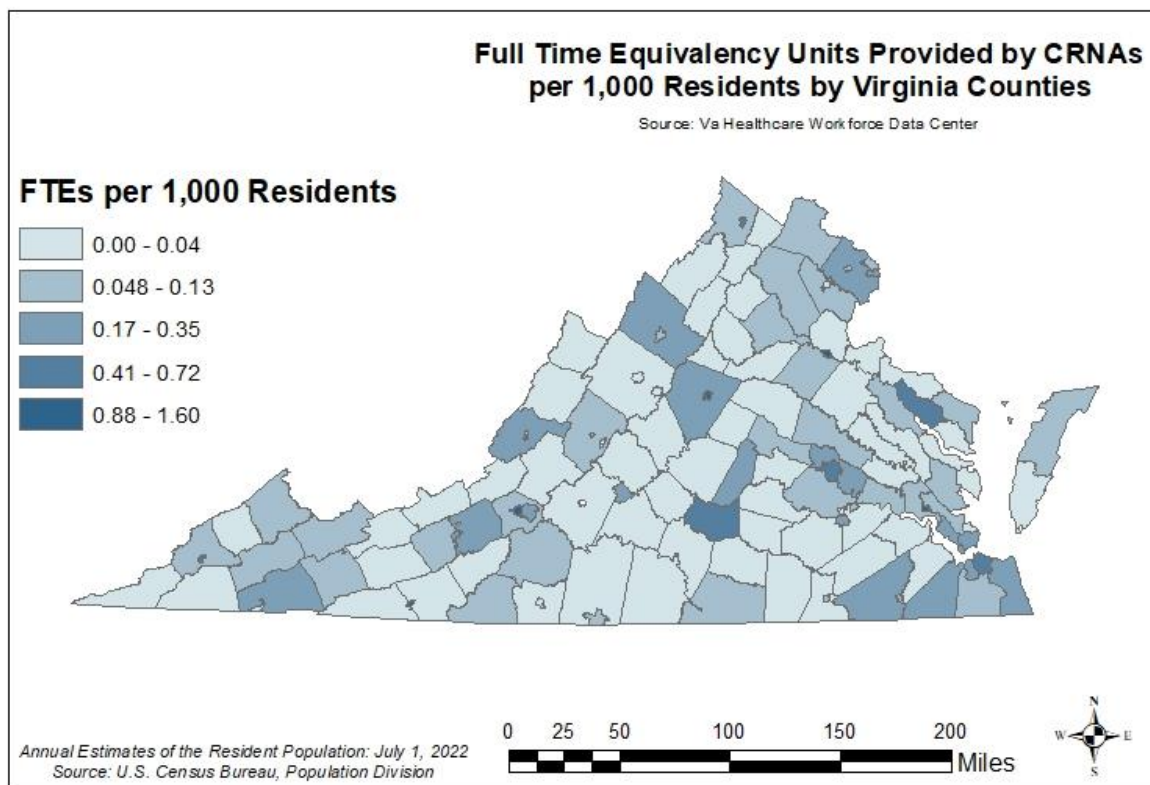 Full Time Equivalency Units Provided by CRNAs
per 1,000 Residents by Virginia Counties
Source: Va Healthcare Workforce Data Center
FTEs per 1,000 Residents
0.00 - 0.04
0.048 - 0.13
0.17 - 0.35
0.41 - 0.72
0.88 - 1.60
Annual Estimates of the Resident Population: July 1, 2022
Source: U.S. Census Bureau, Population Division
0 25 50 100 150 200
Miles
N
W E
S